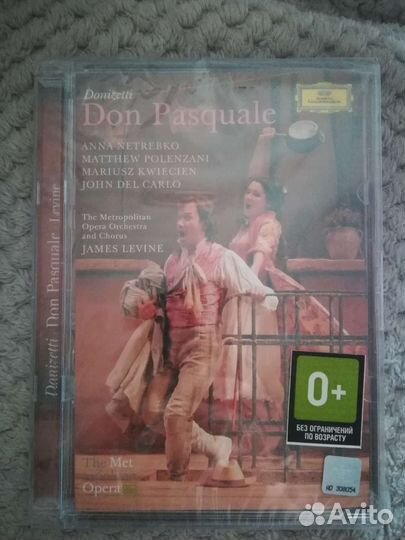 Donizetti
Don Pasquale
ANNA NETREBKO
MATTHEW POLENZANI
MARIUSZ KWIECIEN
JOHN DEL CARLO
The Metropolitan
Opera Orchestra
and Chorus
JAMES LEVINE
Donizetti Don Pasquale Levine
0+
БЕЗ ОГРАНИЧЕНИЙ
ПО ВОЗРАСТУ
The Met
Opera
Avito